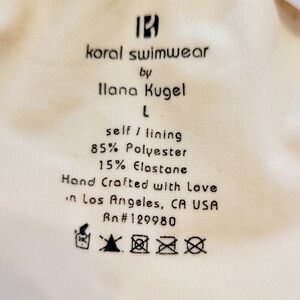 koral swimwear
by
Ilana Kugel
L
self / lining
85% Polyester
15% Elastane
Hand Crafted with Love
in Los Angeles, CA USA
Rn#129980